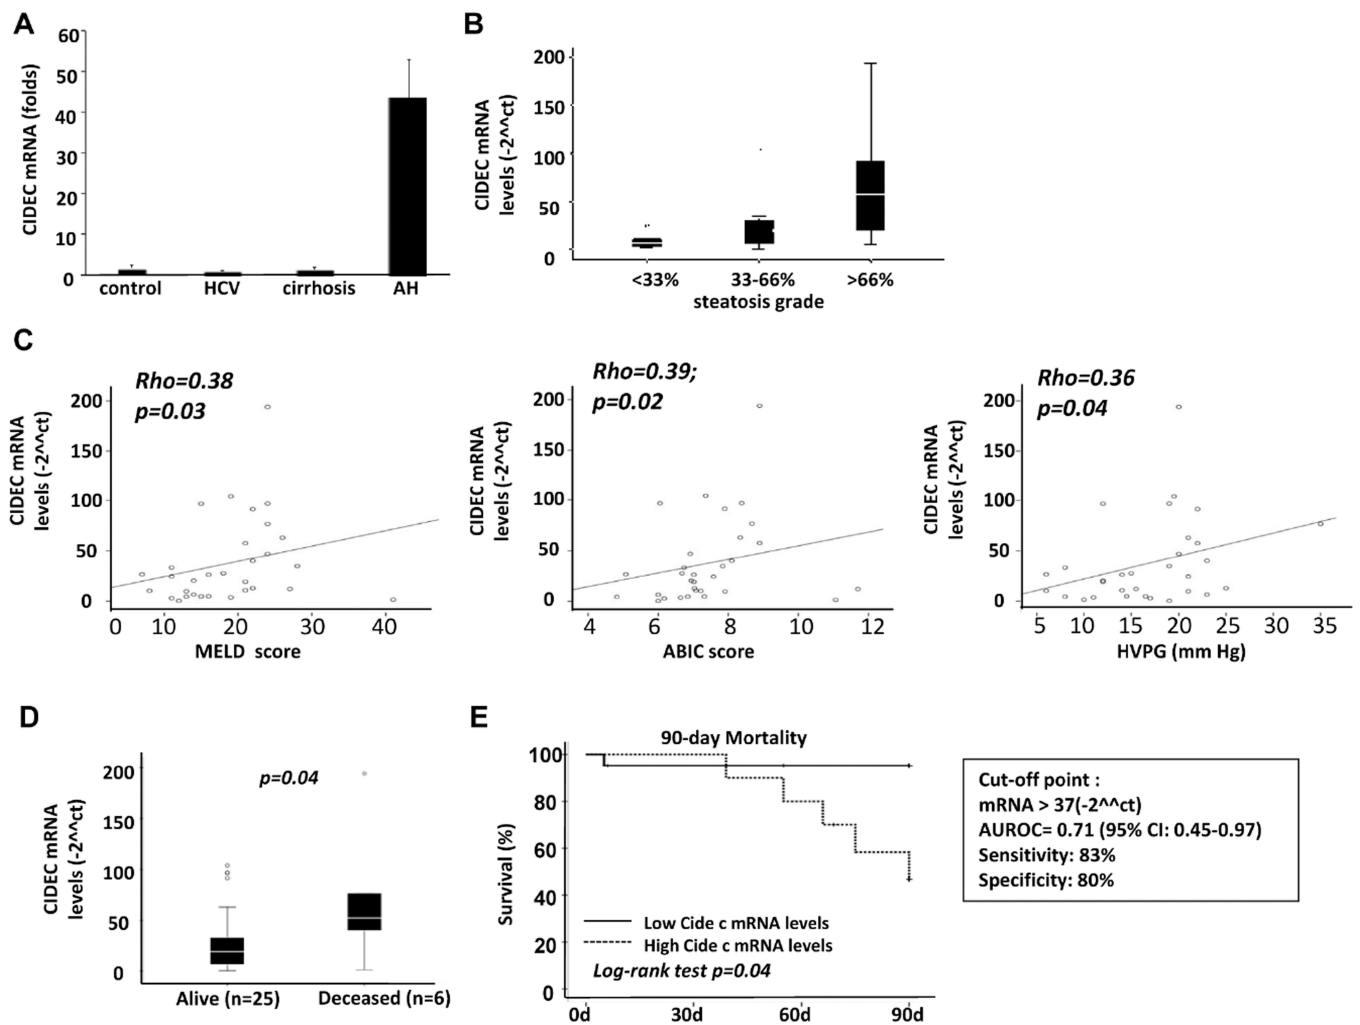 A
60
50
40
30
20
10
0
CIDEC mRNA (folds)
control HCV cirrhosis AH
B
200
150
100
50
0
CIDEC mRNA
levels (-2^^ct)
<33% 33-66% >66%
steatosis grade
C
Rho=0.38
p=0.03
200
150
100
50
0
CIDEC mRNA
levels (-2^^ct)
0 10 20 30 40
MELD score
Rho=0.39;
p=0.02
200
150
100
50
0
CIDEC mRNA
levels (-2^^ct)
4 6 8 10 12
ABIC score
Rho=0.36
p=0.04
200
150
100
50
0
CIDEC mRNA
levels (-2^^ct)
5 10 15 20 25 30 35
HVPG (mm Hg)
D
p=0.04
200
150
100
50
0
CIDEC mRNA
levels (-2^^ct)
Alive (n=25) Deceased (n=6)
E
90-day Mortality
100
80
60
40
20
0
Survival (%)
Low Cide c mRNA levels
High Cide c mRNA levels
Log-rank test p=0.04
0d 30d 60d 90d
Cut-off point :
mRNA > 37(-2^^ct)
AUROC= 0.71 (95% CI: 0.45-0.97)
Sensitivity: 83%
Specificity: 80%